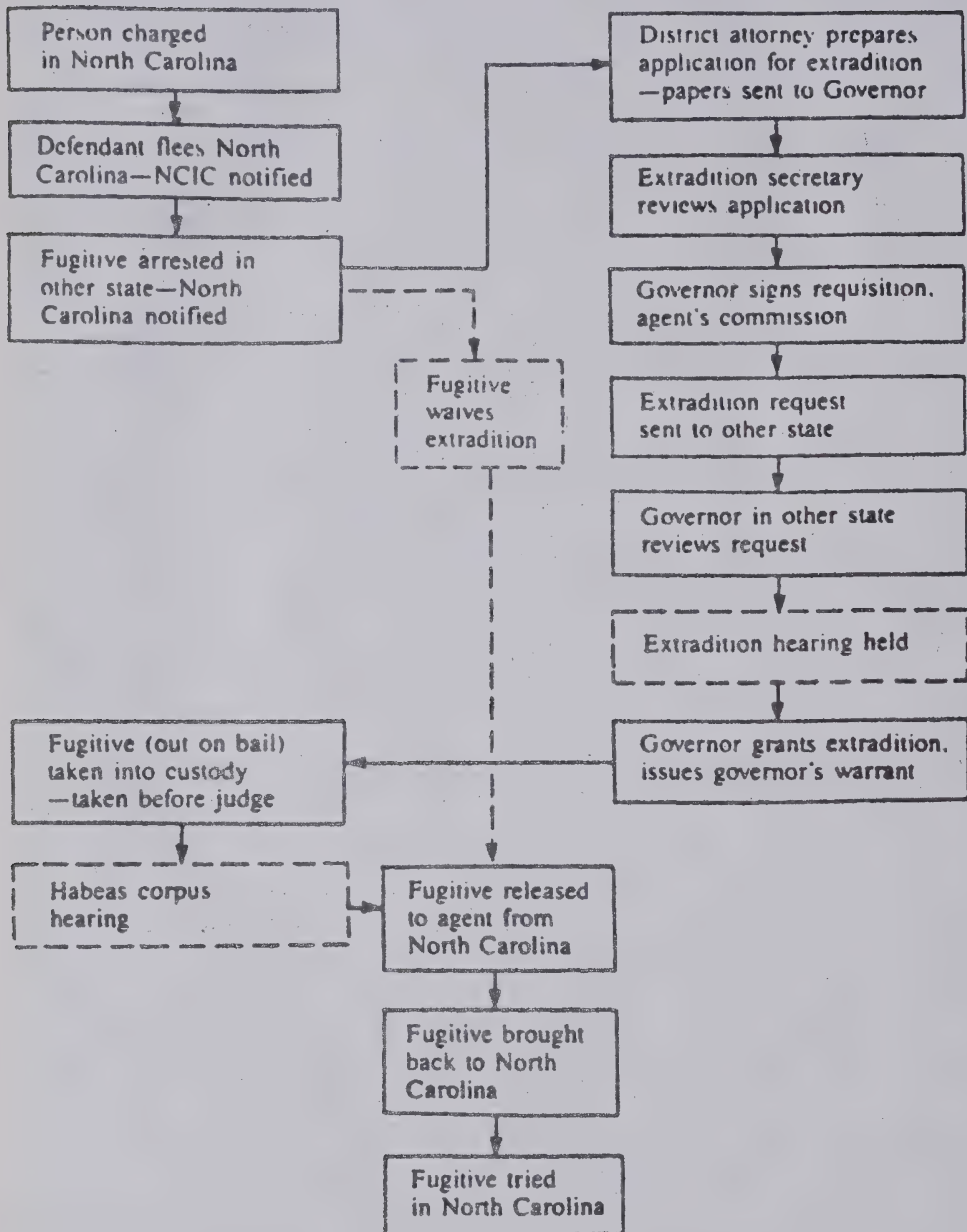 Person charged
in North Carolina
Defendant flees North
Carolina—NCIC notified
Fugitive arrested in
other state—North
Carolina notified
Fugitive
waives
extradition
District attorney prepares
application for extradition
—papers sent to Governor
Extradition secretary
reviews application
Governor signs requisition,
agent's commission
Extradition request
sent to other state
Governor in other state
reviews request
Extradition hearing held
Governor grants extradition,
issues governor's warrant
Fugitive (out on bail)
taken into custody
—taken before judge
Habeas corpus
hearing
Fugitive released
to agent from
North Carolina
Fugitive brought
back to North
Carolina
Fugitive tried
in North Carolina